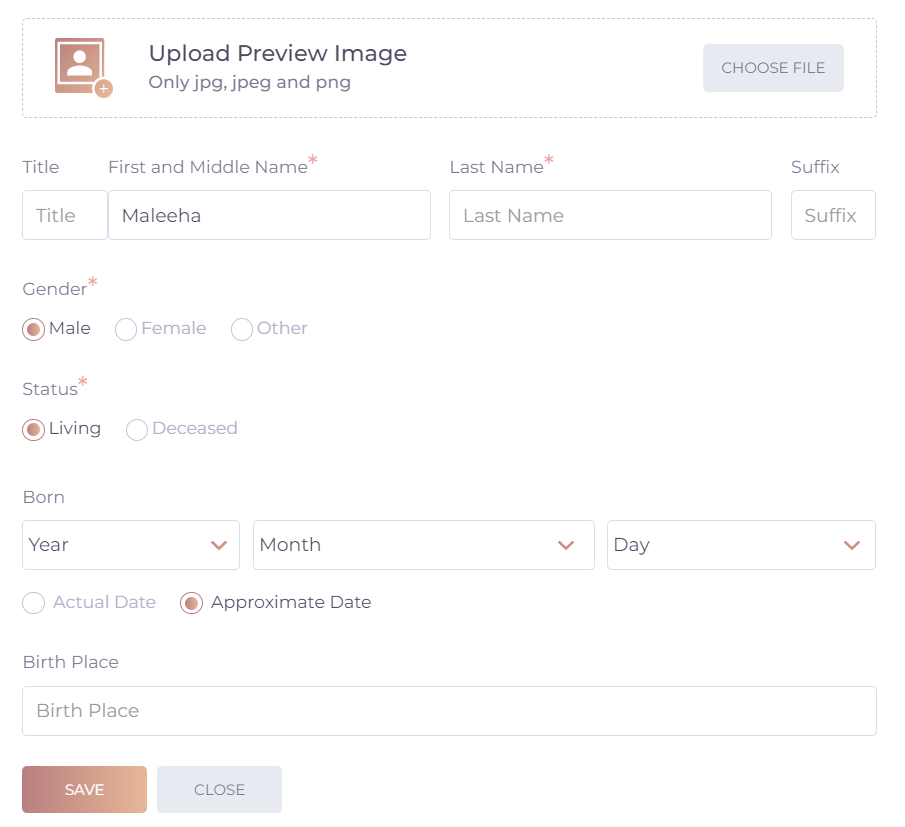 Upload Preview Image
Only jpg, jpeg and png
CHOOSE FILE
Title First and Middle Name* Last Name* Suffix
Title Maleeha Last Name Suffix
Gender*
Male Female Other
Status*
Living Deceased
Born
Year Month Day
Actual Date Approximate Date
Birth Place
Birth Place
SAVE CLOSE